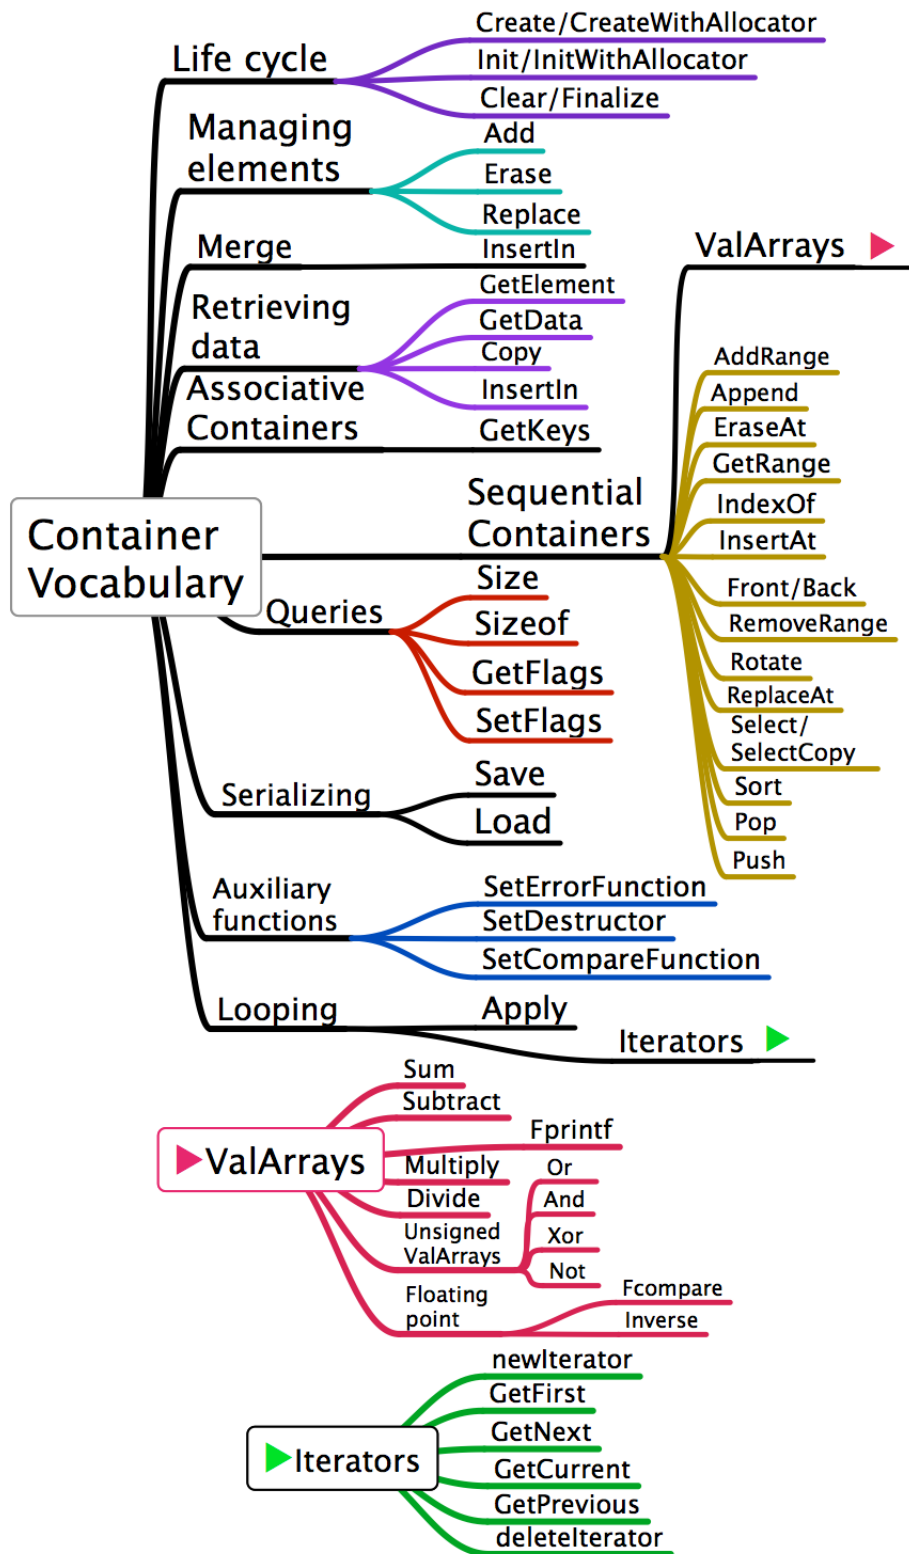 Create/CreateWithAllocator
Life cycle
Init/InitWithAllocator
Clear/Finalize
Managing
elements
Add
Erase
Replace
Merge
InsertIn
Retrieving
data
GetElement
GetData
Copy
InsertIn
Associative
Containers
GetKeys
Container
Vocabulary
Sequential
Containers
ValArrays
AddRange
Append
EraseAt
GetRange
IndexOf
InsertAt
Front/Back
RemoveRange
Rotate
ReplaceAt
Select/
SelectCopy
Sort
Pop
Push
Queries
Size
Sizeof
GetFlags
SetFlags
Serializing
Save
Load
Auxiliary
functions
SetErrorFunction
SetDestructor
SetCompareFunction
Looping
Apply
Iterators
ValArrays
Sum
Subtract
Fprintf
Multiply
Divide
Unsigned
ValArrays
Or
And
Xor
Not
Floating
point
Fcompare
Inverse
Iterators
newIterator
GetFirst
GetNext
GetCurrent
GetPrevious
deleteIterator